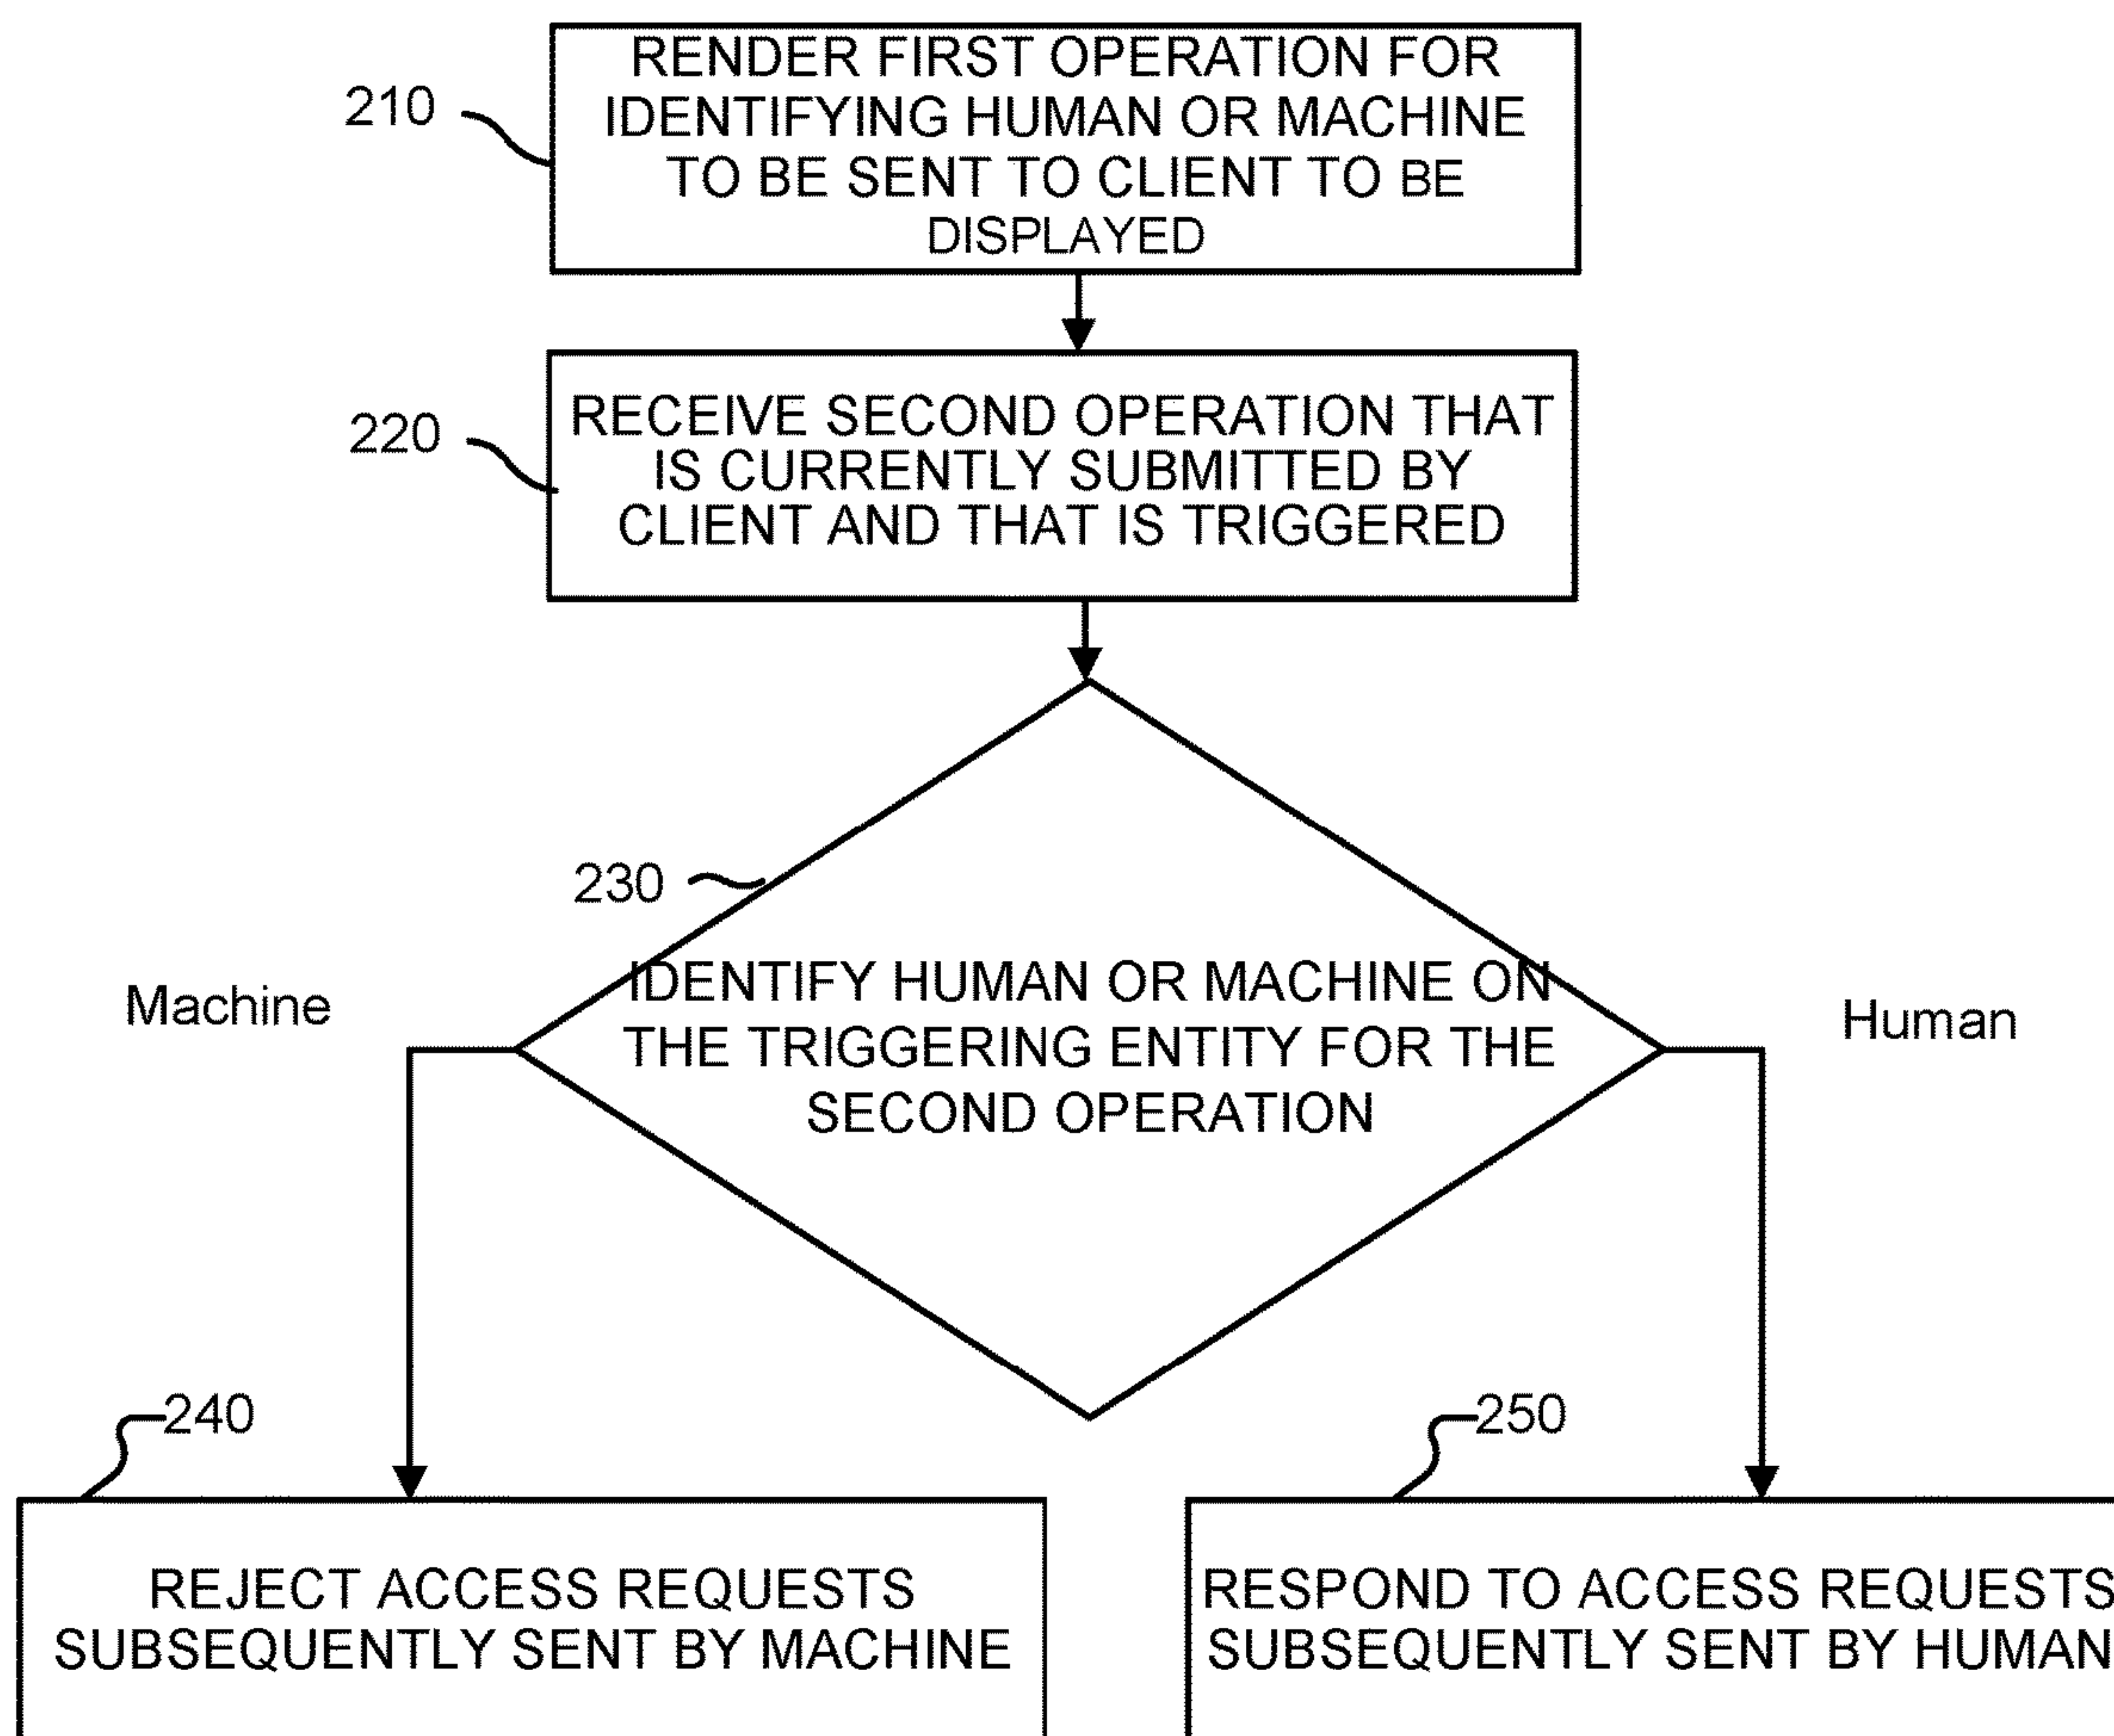 210
RENDER FIRST OPERATION FOR
IDENTIFYING HUMAN OR MACHINE
TO BE SENT TO CLIENT TO BE
DISPLAYED
220
RECEIVE SECOND OPERATION THAT
IS CURRENTLY SUBMITTED BY
CLIENT AND THAT IS TRIGGERED
230
IDENTIFY HUMAN OR MACHINE ON
THE TRIGGERING ENTITY FOR THE
SECOND OPERATION
Machine
Human
240
REJECT ACCESS REQUESTS
SUBSEQUENTLY SENT BY MACHINE
250
RESPOND TO ACCESS REQUESTS
SUBSEQUENTLY SENT BY HUMAN